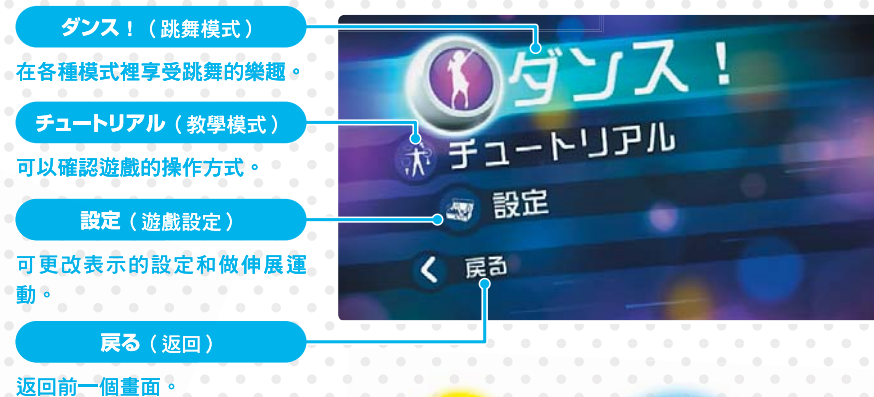 ダンス！（跳舞模式）
在各種模式裡享受跳舞的樂趣。
チュートリアル（教學模式）
可以確認遊戲的操作方式。
設定（遊戲設定）
可更改表示的設定和做伸展運
動。
戻る（返回）
返回前一個畫面。
ダンス！
チュートリアル
設定
戻る